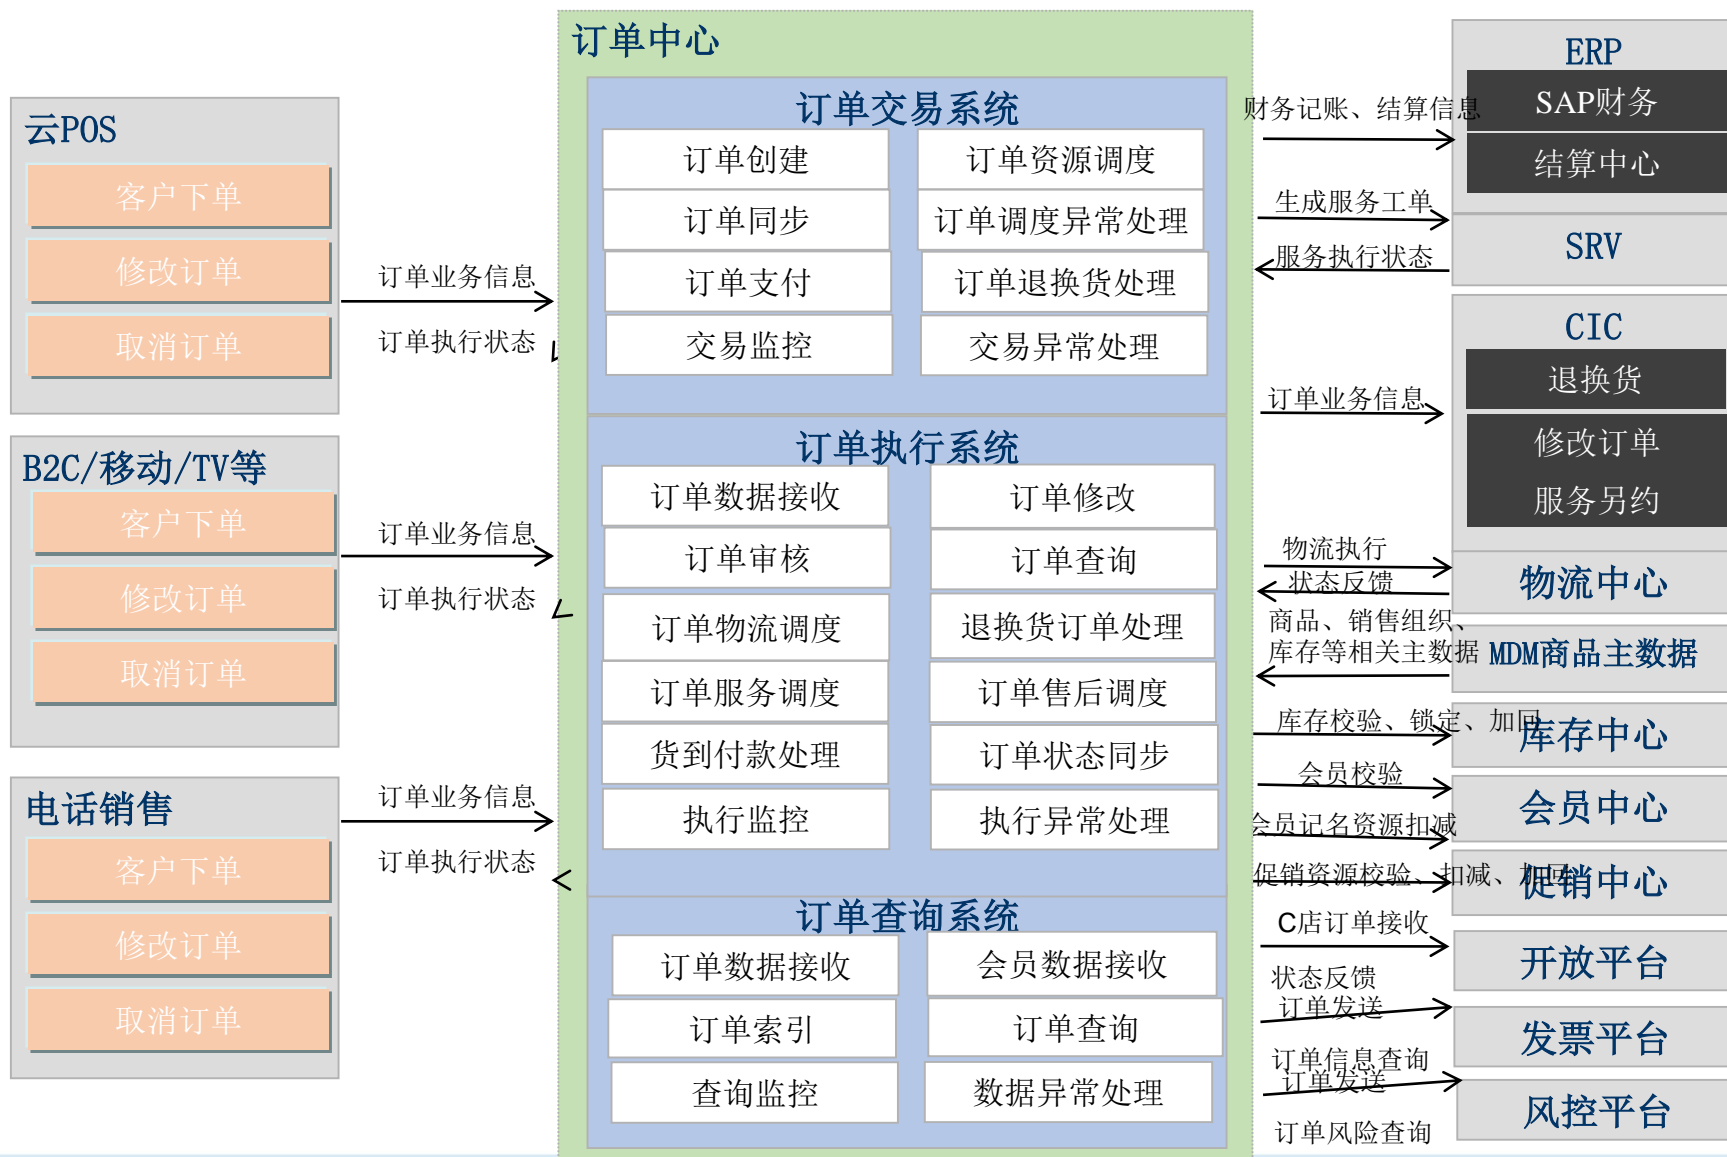 订单中心
云POS
客户下单
修改订单
取消订单
B2C/移动/TV等
客户下单
修改订单
取消订单
电话销售
客户下单
修改订单
取消订单
订单业务信息
订单执行状态
订单业务信息
订单执行状态
订单业务信息
订单执行状态
订单交易系统
订单创建
订单资源调度
订单同步
订单调度异常处理
订单支付
订单退换货处理
交易监控
交易异常处理
订单执行系统
订单数据接收
订单修改
订单审核
订单查询
订单物流调度
退换货订单处理
订单服务调度
订单售后调度
货到付款处理
订单状态同步
执行监控
执行异常处理
订单查询系统
订单数据接收
会员数据接收
订单索引
订单查询
查询监控
数据异常处理
财务记账、结算信息
生成服务工单
服务执行状态
订单业务信息
物流执行
状态反馈
商品、销售组织、
库存等相关主数据
库存校验、锁定、加回
会员校验
会员记名资源扣减
促销资源校验、扣减、加回
C店订单接收
状态反馈
订单发送
订单信息查询
订单发送
订单风险查询
ERP
SAP财务
结算中心
SRV
CIC
退换货
修改订单
服务另约
物流中心
MDM商品主数据
库存中心
会员中心
促销中心
开放平台
发票平台
风控平台